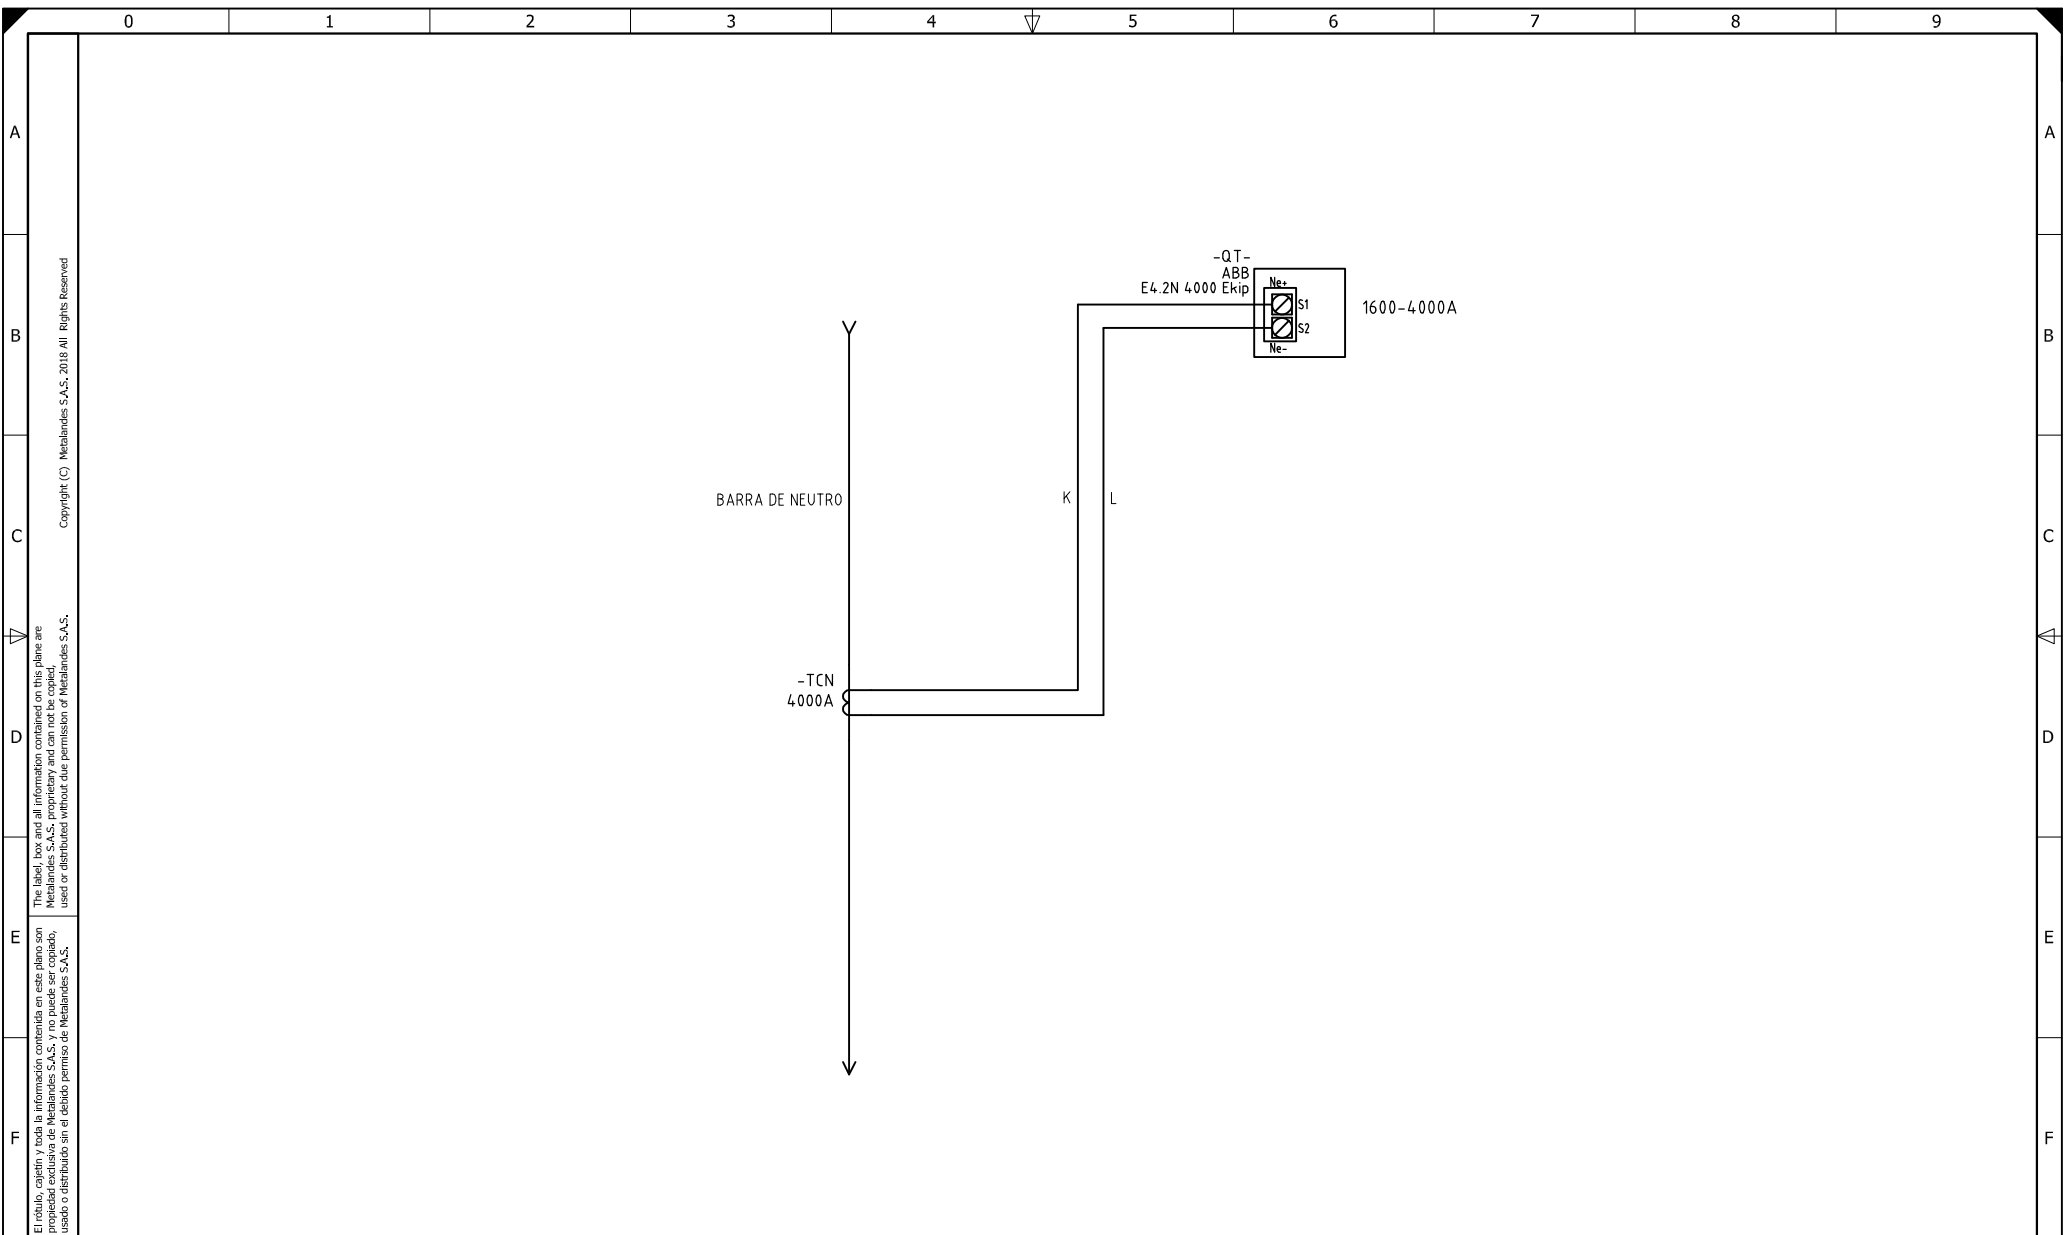 0 1 2 3 4 5 6 7 8 9
A A
-QT-
ABB
E4.2N 4000 Ekip
Ne+
S1
1600-4000A
S2
Ne-
B B
BARRA DE NEUTRO
K L
C C
-TCN
4000A
D D
E E
F F
Copyright (C) Metalandes S.A.S. 2018 All Rights Reserved
The label, box and all information contained on this plane are
Metalandes S.A.S. proprietary and can not be copied,
used or distributed without due permission of Metalandes S.A.S.
El rótulo, cajetín y toda la información contenida en este plano son
propiedad exclusiva de Metalandes S.A.S. y no puede ser copiado,
usado o distribuido sin el debido permiso de Metalandes S.A.S.